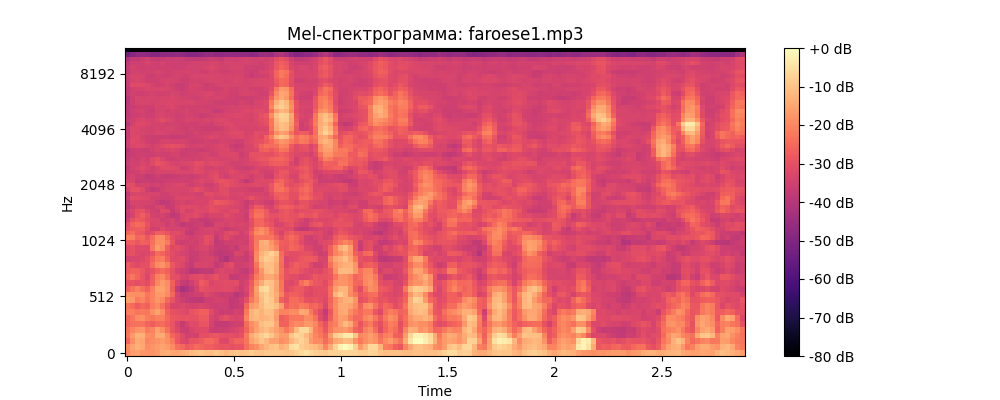 Mel-спектрограмма: faroese1.mp3
8192
4096
2048
1024
512
0
Hz
0
0.5
1
1.5
2
2.5
Time
+0 dB
-10 dB
-20 dB
-30 dB
-40 dB
-50 dB
-60 dB
-70 dB
-80 dB